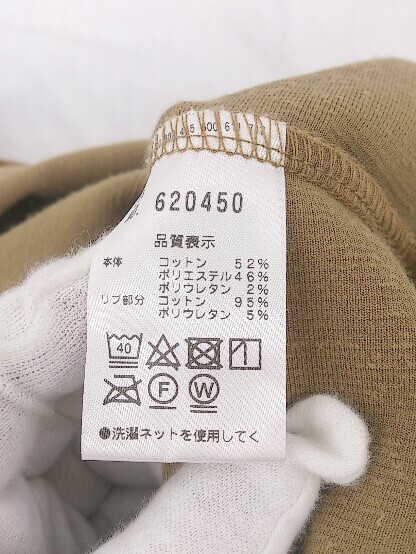 620450
品質表示
本体 コットン 52%
ポリエステル 46%
ポリウレタン 2%
リブ部分 コットン 95%
ポリウレタン 5%
40
F W
洗濯ネットを使用してく